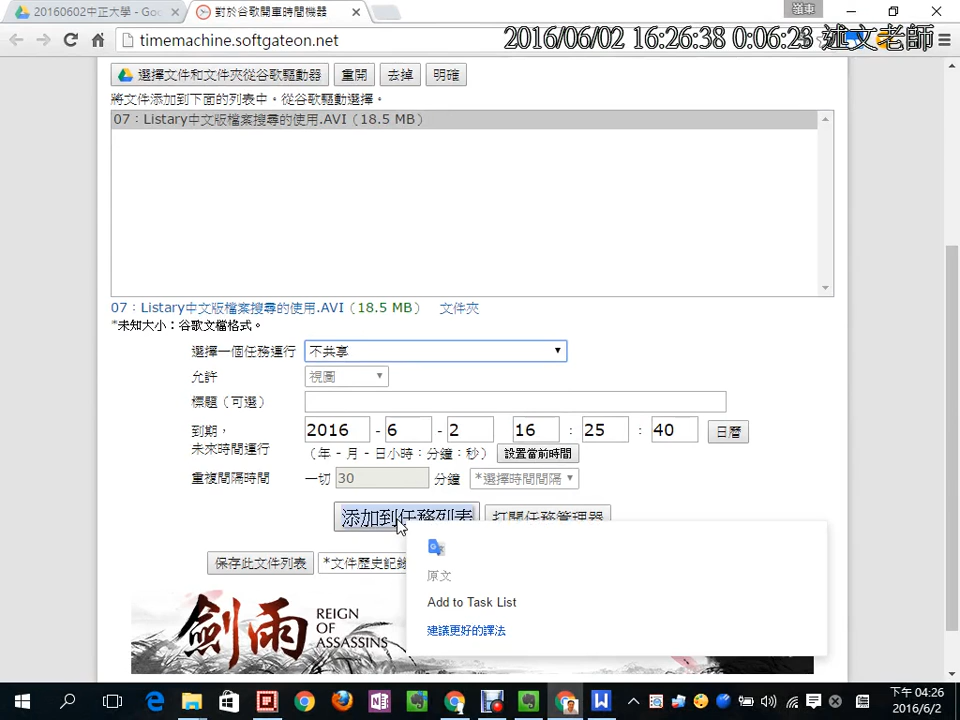 20160602中正大學 - Goo
對於谷歌開車時間機器
timemachine.softgateon.net
2016/06/02 16:26:38 0:06:23 述文老師
選擇文件和文件夾從谷歌驅動器 重開 去掉 明確
將文件添加到下面的列表中。從谷歌驅動選擇。
07：Listary中文版檔案搜尋的使用.AVI（18.5 MB）
07：Listary中文版檔案搜尋的使用.AVI（18.5 MB） 文件夾
*未知大小：谷歌文檔格式。
選擇一個任務運行 不共享
允許 視圖
標題（可選）
到期， 2016 - 6 - 2 16 : 25 : 40 日曆
未來時間運行 （年 - 月 - 日小時：分鐘：秒） 設置當前時間
重複間隔時間 一切 30 分鐘 *選擇時間間隔
添加到任務列表 打開任務管理器
保存此文件列表 *文件歷史記錄
原文
Add to Task List
建議更好的譯法
劍雨 REIGN
OF
ASSASSINS
下午 04:26
2016/6/2